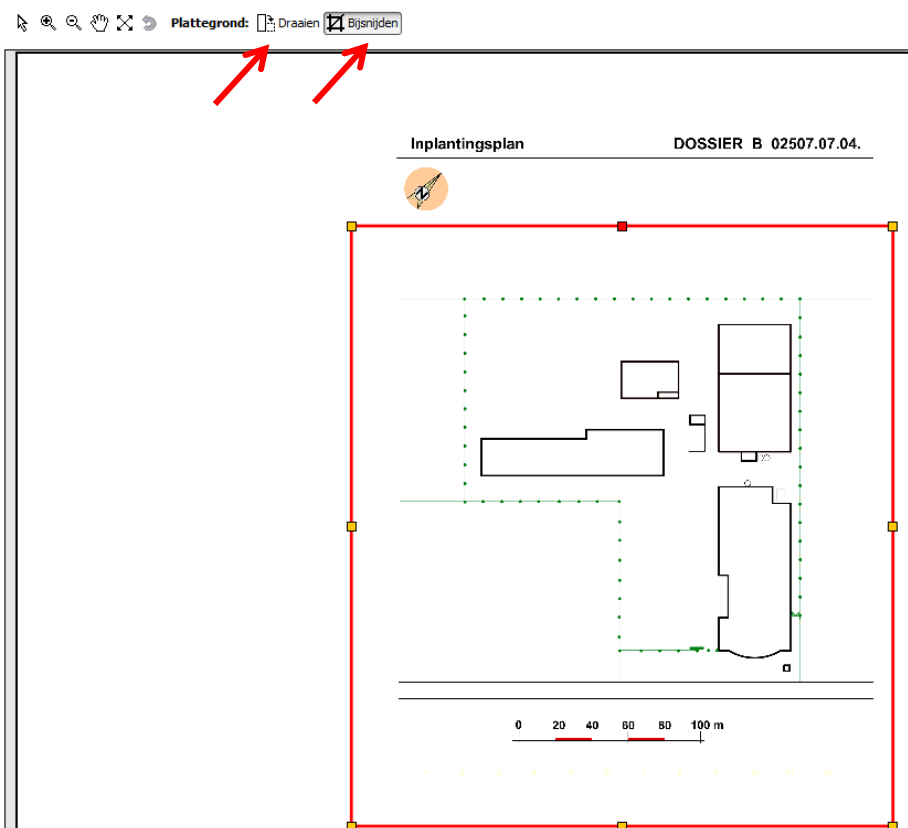 Plattegrond: Draaien Bijsnijden
Inplantingsplan DOSSIER B 02507.07.04.
N
0 20 40 60 80 100 m